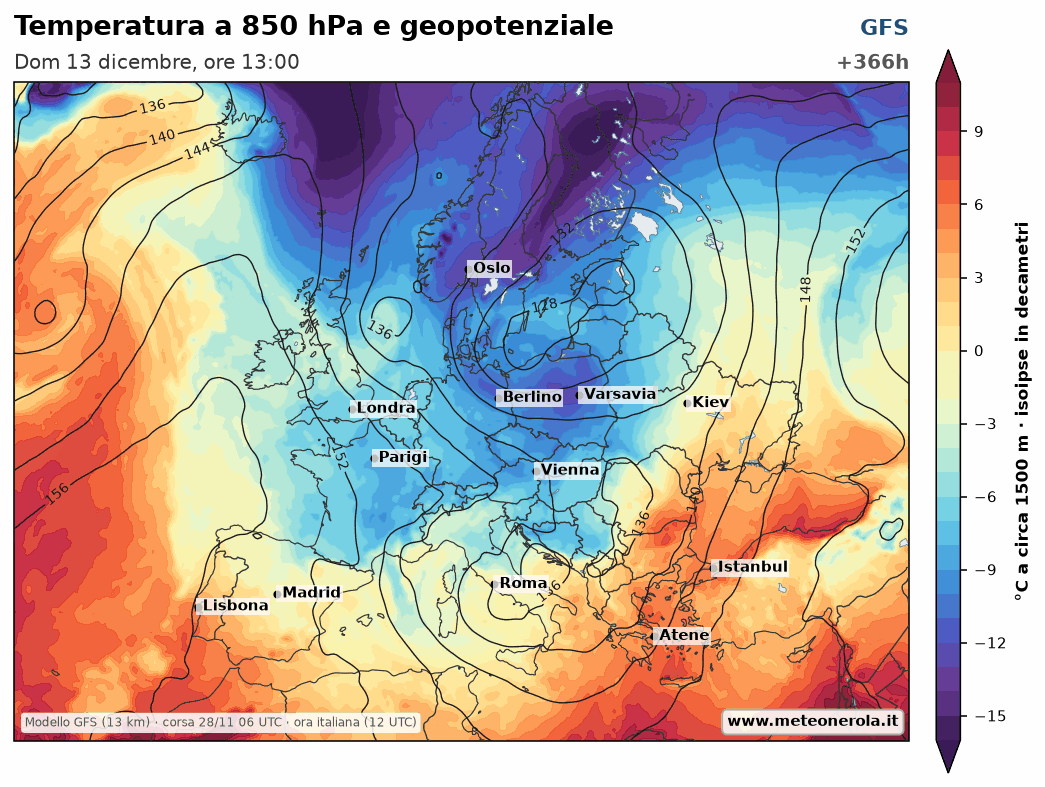 Temperatura a 850 hPa e geopotenziale
GFS
Dom 13 dicembre, ore 13:00
+366h
136
140
144
152
132
Oslo
148
128
136
Berlino
Varsavia
Kiev
Londra
152
Parigi
Vienna
156
140
136
Roma
Istanbul
Madrid
Lisbona
Atene
Modello GFS (13 km) · corsa 28/11 06 UTC · ora italiana (12 UTC)
www.meteonerola.it
9
6
3
0
−3
−6
−9
−12
−15
°C a circa 1500 m · isoipse in decametri